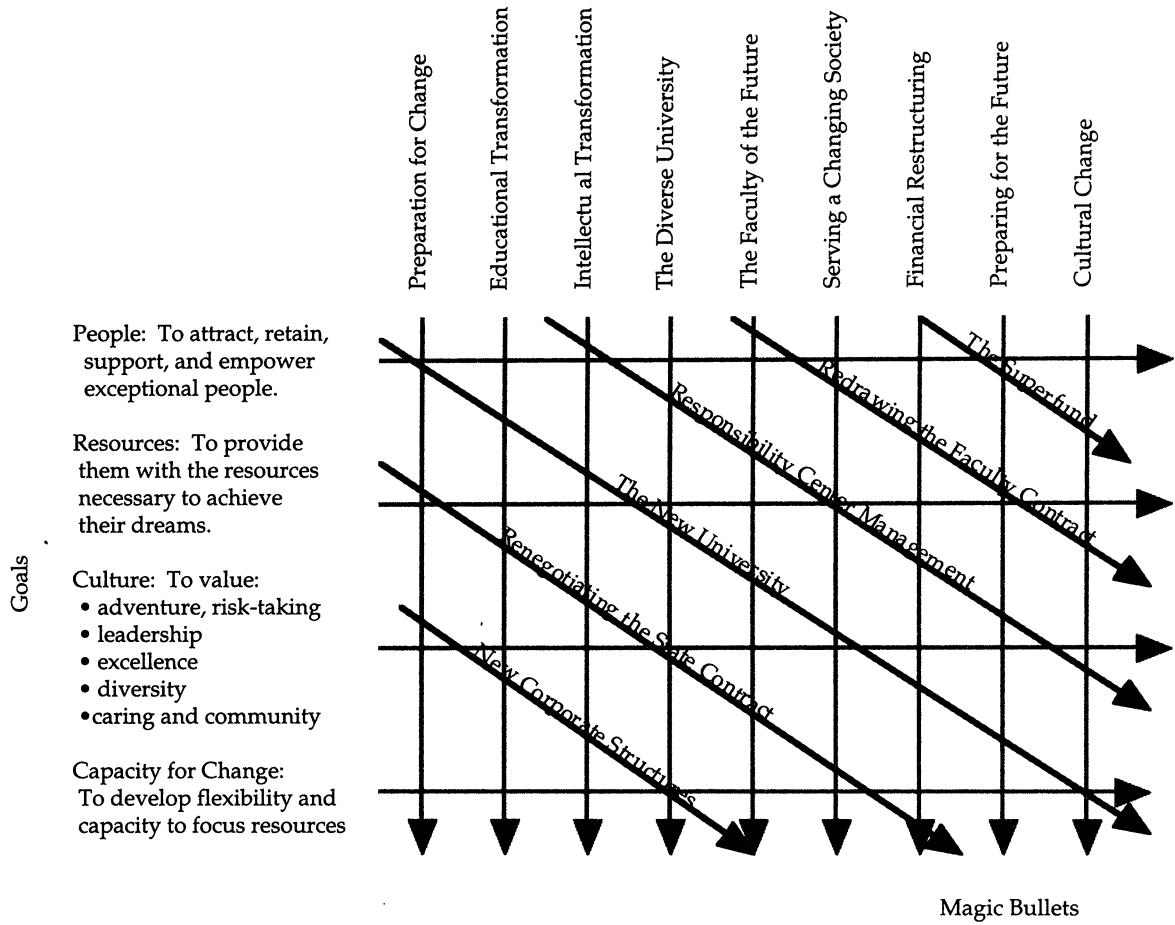 Preparation for Change
Educational Transformation
Intellectu al Transformation
The Diverse University
The Faculty of the Future
Serving a Changing Society
Financial Restructuring
Preparing for the Future
Cultural Change
People: To attract, retain,
support, and empower
exceptional people.
Resources: To provide
them with the resources
necessary to achieve
their dreams.
Goals
Culture: To value:
• adventure, risk-taking
• leadership
• excellence
• diversity
•caring and community
Capacity for Change:
To develop flexibility and
capacity to focus resources
The Superfund
Redrawing the Faculty Contract
Responsibility Center Management
The New University
Renegotiating the State Contract
New Corporate Structures
Magic Bullets